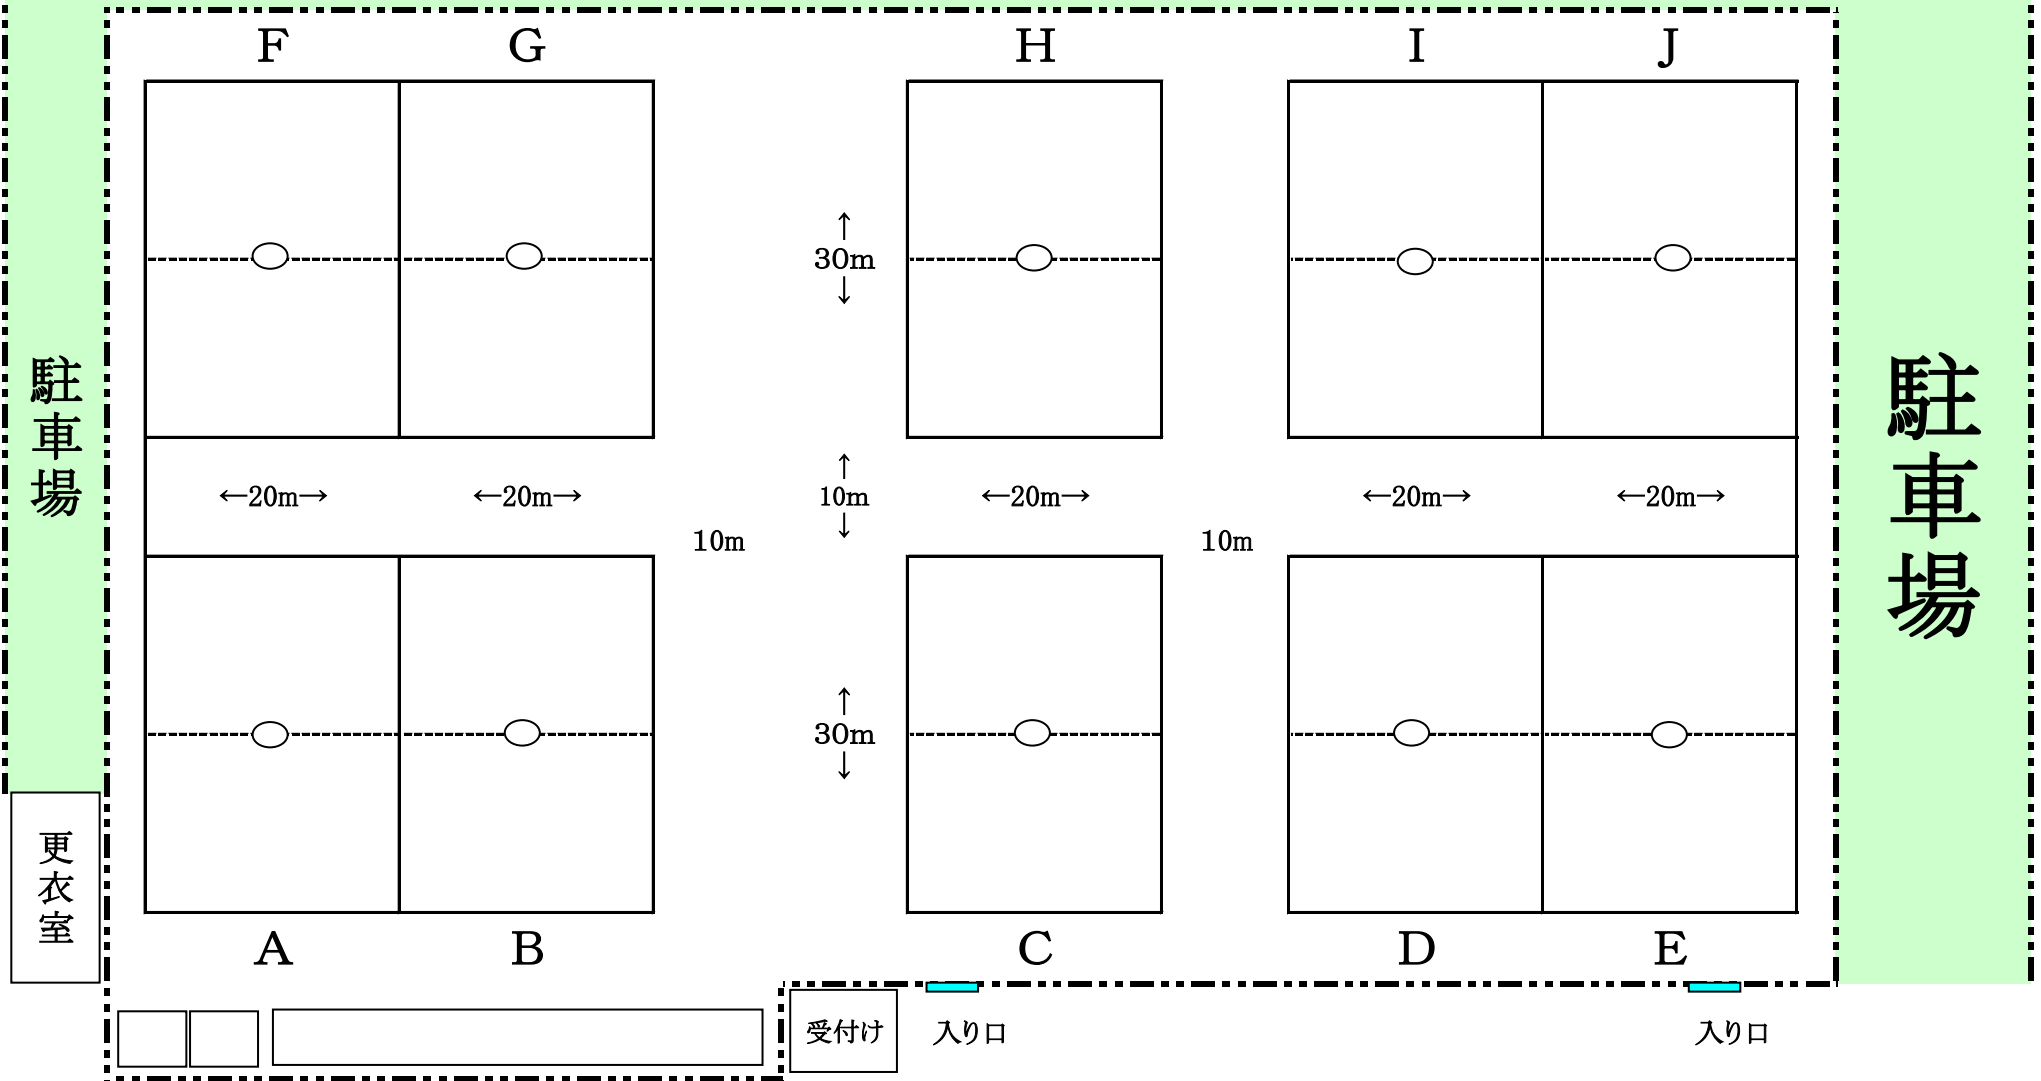 F
G
H
I
J
↑
30m
↓
駐車場
駐車場
←20m→
←20m→
↑
10m
↓
←20m→
←20m→
←20m→
10m
10m
↑
30m
↓
更衣室
A
B
C
D
E
受付け
入り口
入り口